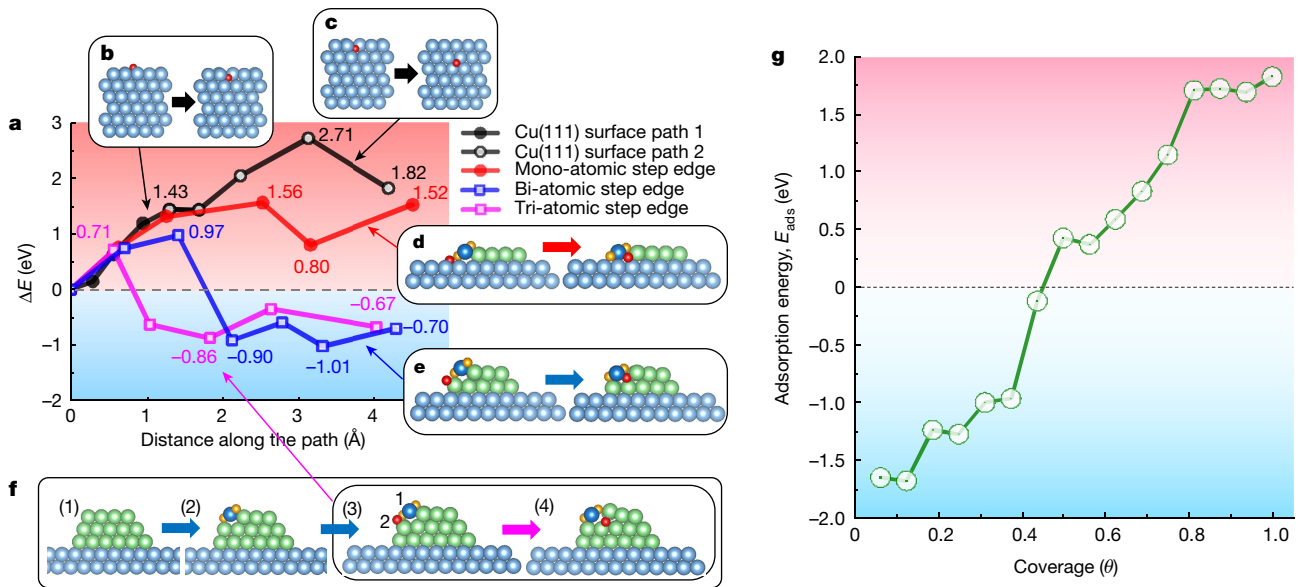 b
c
a
3
2
1
0
−1
−2
ΔE (eV)
0
1
2
3
4
Distance along the path (Å)
1.43
2.71
1.82
0.71
0.97
1.56
0.80
1.52
−0.86
−0.90
−1.01
−0.67
−0.70
Cu(111) surface path 1
Cu(111) surface path 2
Mono-atomic step edge
Bi-atomic step edge
Tri-atomic step edge
d
e
f
(1)
(2)
(3)
1
2
(4)
g
2.0
1.5
1.0
0.5
0
−0.5
−1.0
−1.5
−2.0
Adsorption energy, Eads (eV)
0.0
0.2
0.4
0.6
0.8
1.0
Coverage (θ)